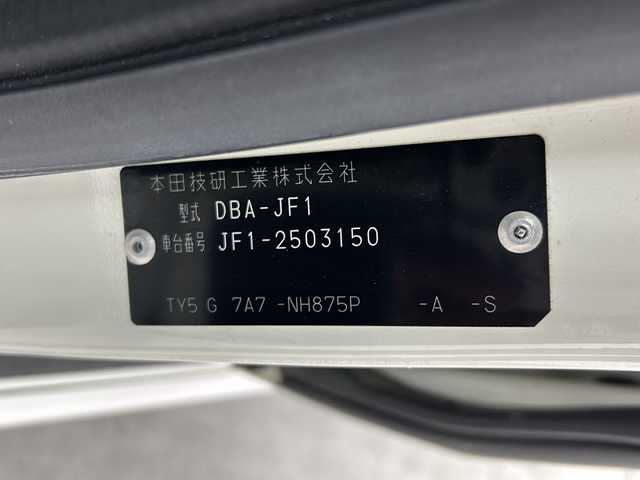 本田技研工業株式会社
型式 DBA-JF1
車台番号 JF1-2503150
TY5 G 7A7 -NH875P -A -S